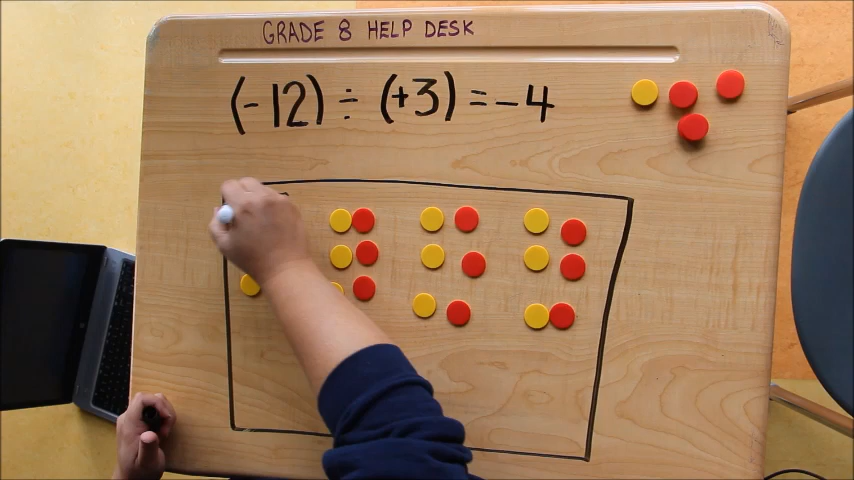 GRADE 8 HELP DESK
(-12) ÷ (+3) = -4